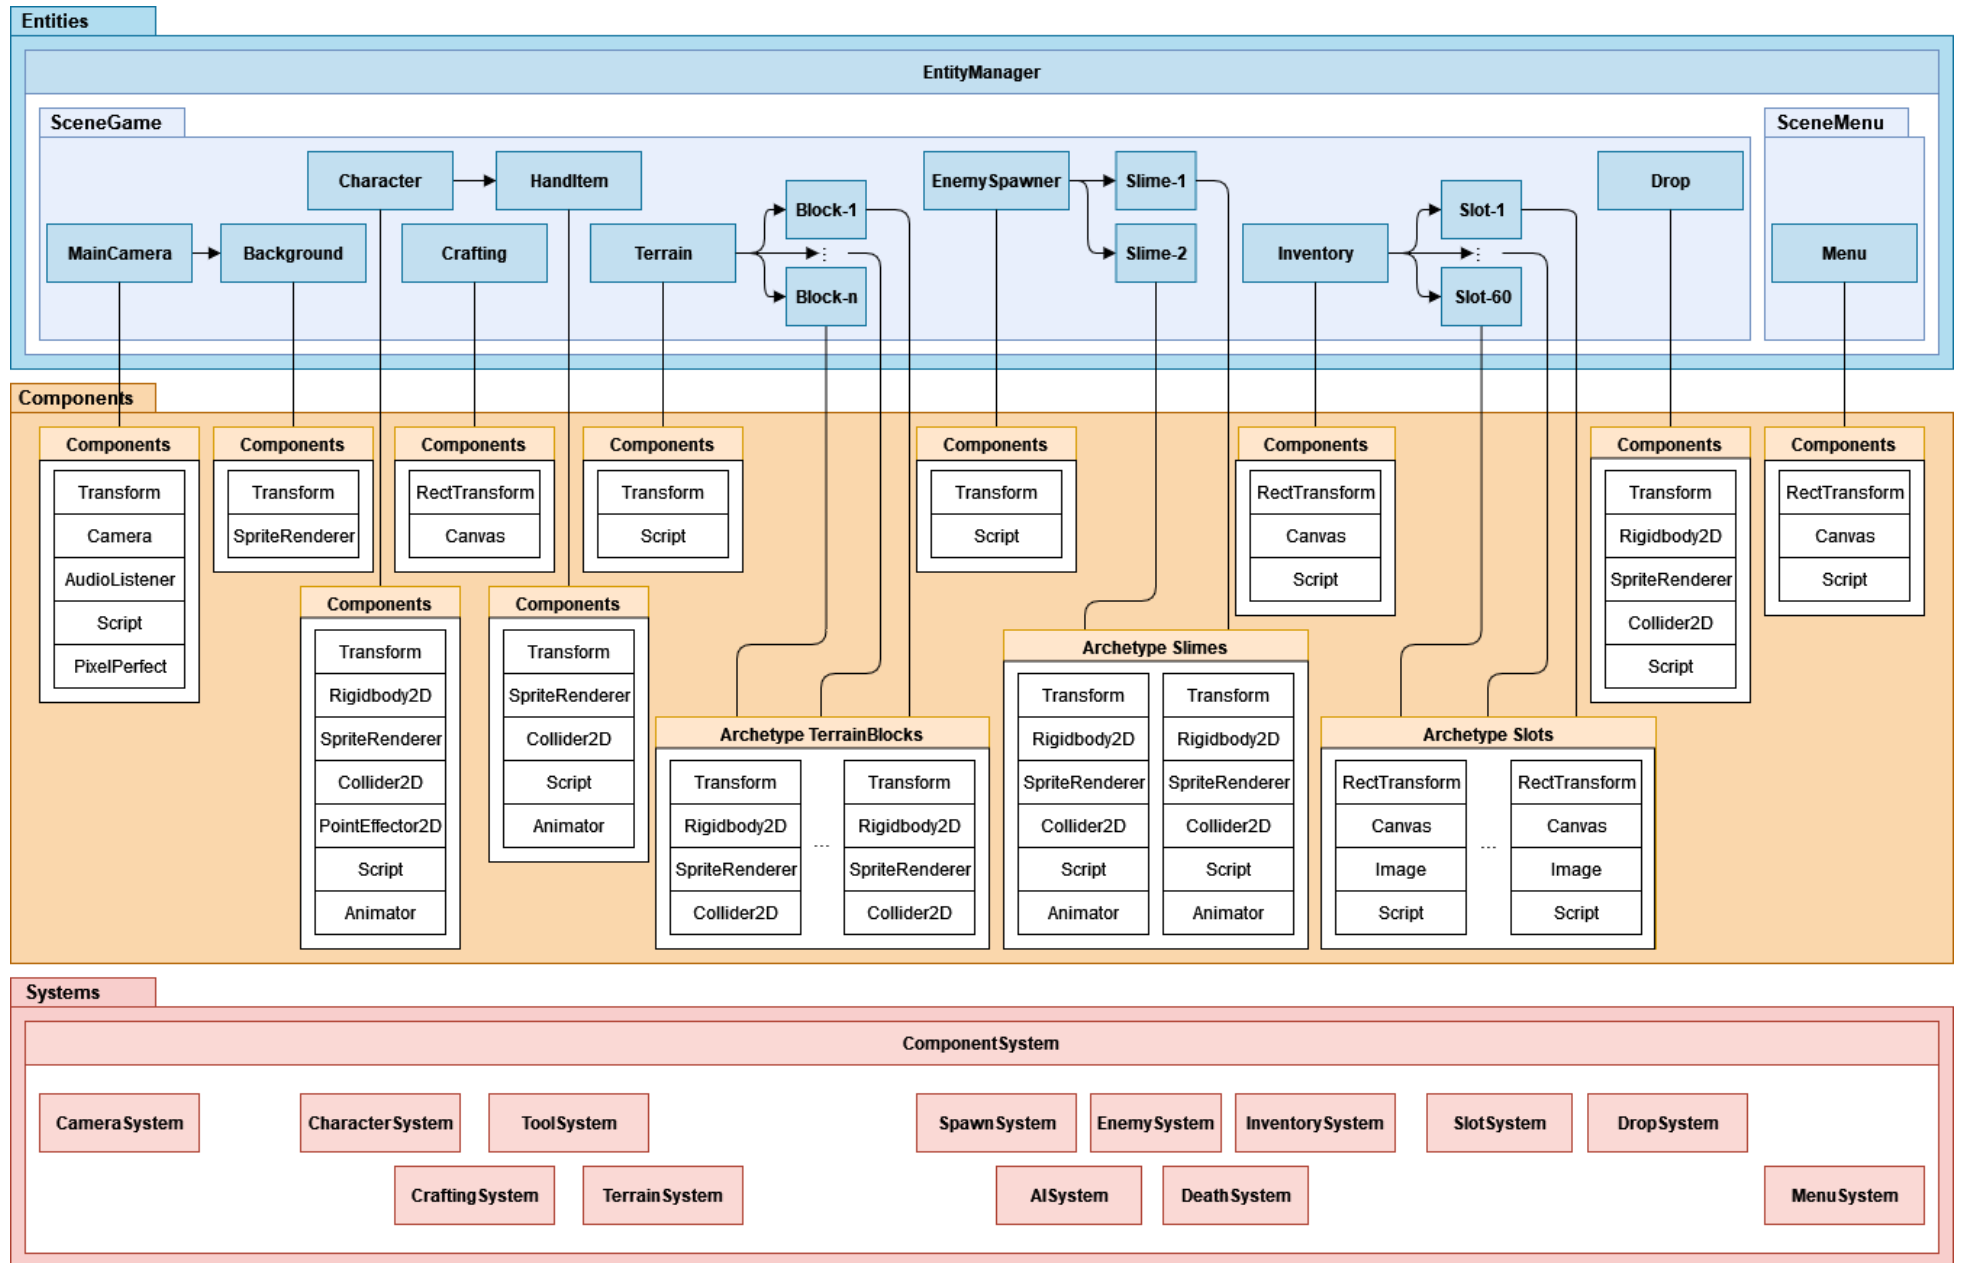 Entities
EntityManager
SceneGame
SceneMenu
Character
HandItem
EnemySpawner
Slime-1
Drop
Block-1
Slot-1
MainCamera
Background
Crafting
Terrain
⋮
Slime-2
Inventory
⋮
Menu
Block-n
Slot-60
Components
Components
Transform
Camera
AudioListener
Script
PixelPerfect
Components
Transform
SpriteRenderer
Components
RectTransform
Canvas
Components
Transform
Script
Components
Transform
Script
Components
RectTransform
Canvas
Script
Components
Transform
Rigidbody2D
SpriteRenderer
Collider2D
Script
Components
RectTransform
Canvas
Script
Components
Transform
Rigidbody2D
SpriteRenderer
Collider2D
PointEffector2D
Script
Animator
Components
Transform
SpriteRenderer
Collider2D
Script
Animator
Archetype TerrainBlocks
Transform
Rigidbody2D
SpriteRenderer
Collider2D
...
Transform
Rigidbody2D
SpriteRenderer
Collider2D
Archetype Slimes
Transform
Rigidbody2D
SpriteRenderer
Collider2D
Script
Animator
Transform
Rigidbody2D
SpriteRenderer
Collider2D
Script
Animator
Archetype Slots
RectTransform
Canvas
Image
Script
...
RectTransform
Canvas
Image
Script
Systems
ComponentSystem
CameraSystem
CharacterSystem
ToolSystem
SpawnSystem
EnemySystem
InventorySystem
SlotSystem
DropSystem
CraftingSystem
TerrainSystem
AISystem
DeathSystem
MenuSystem